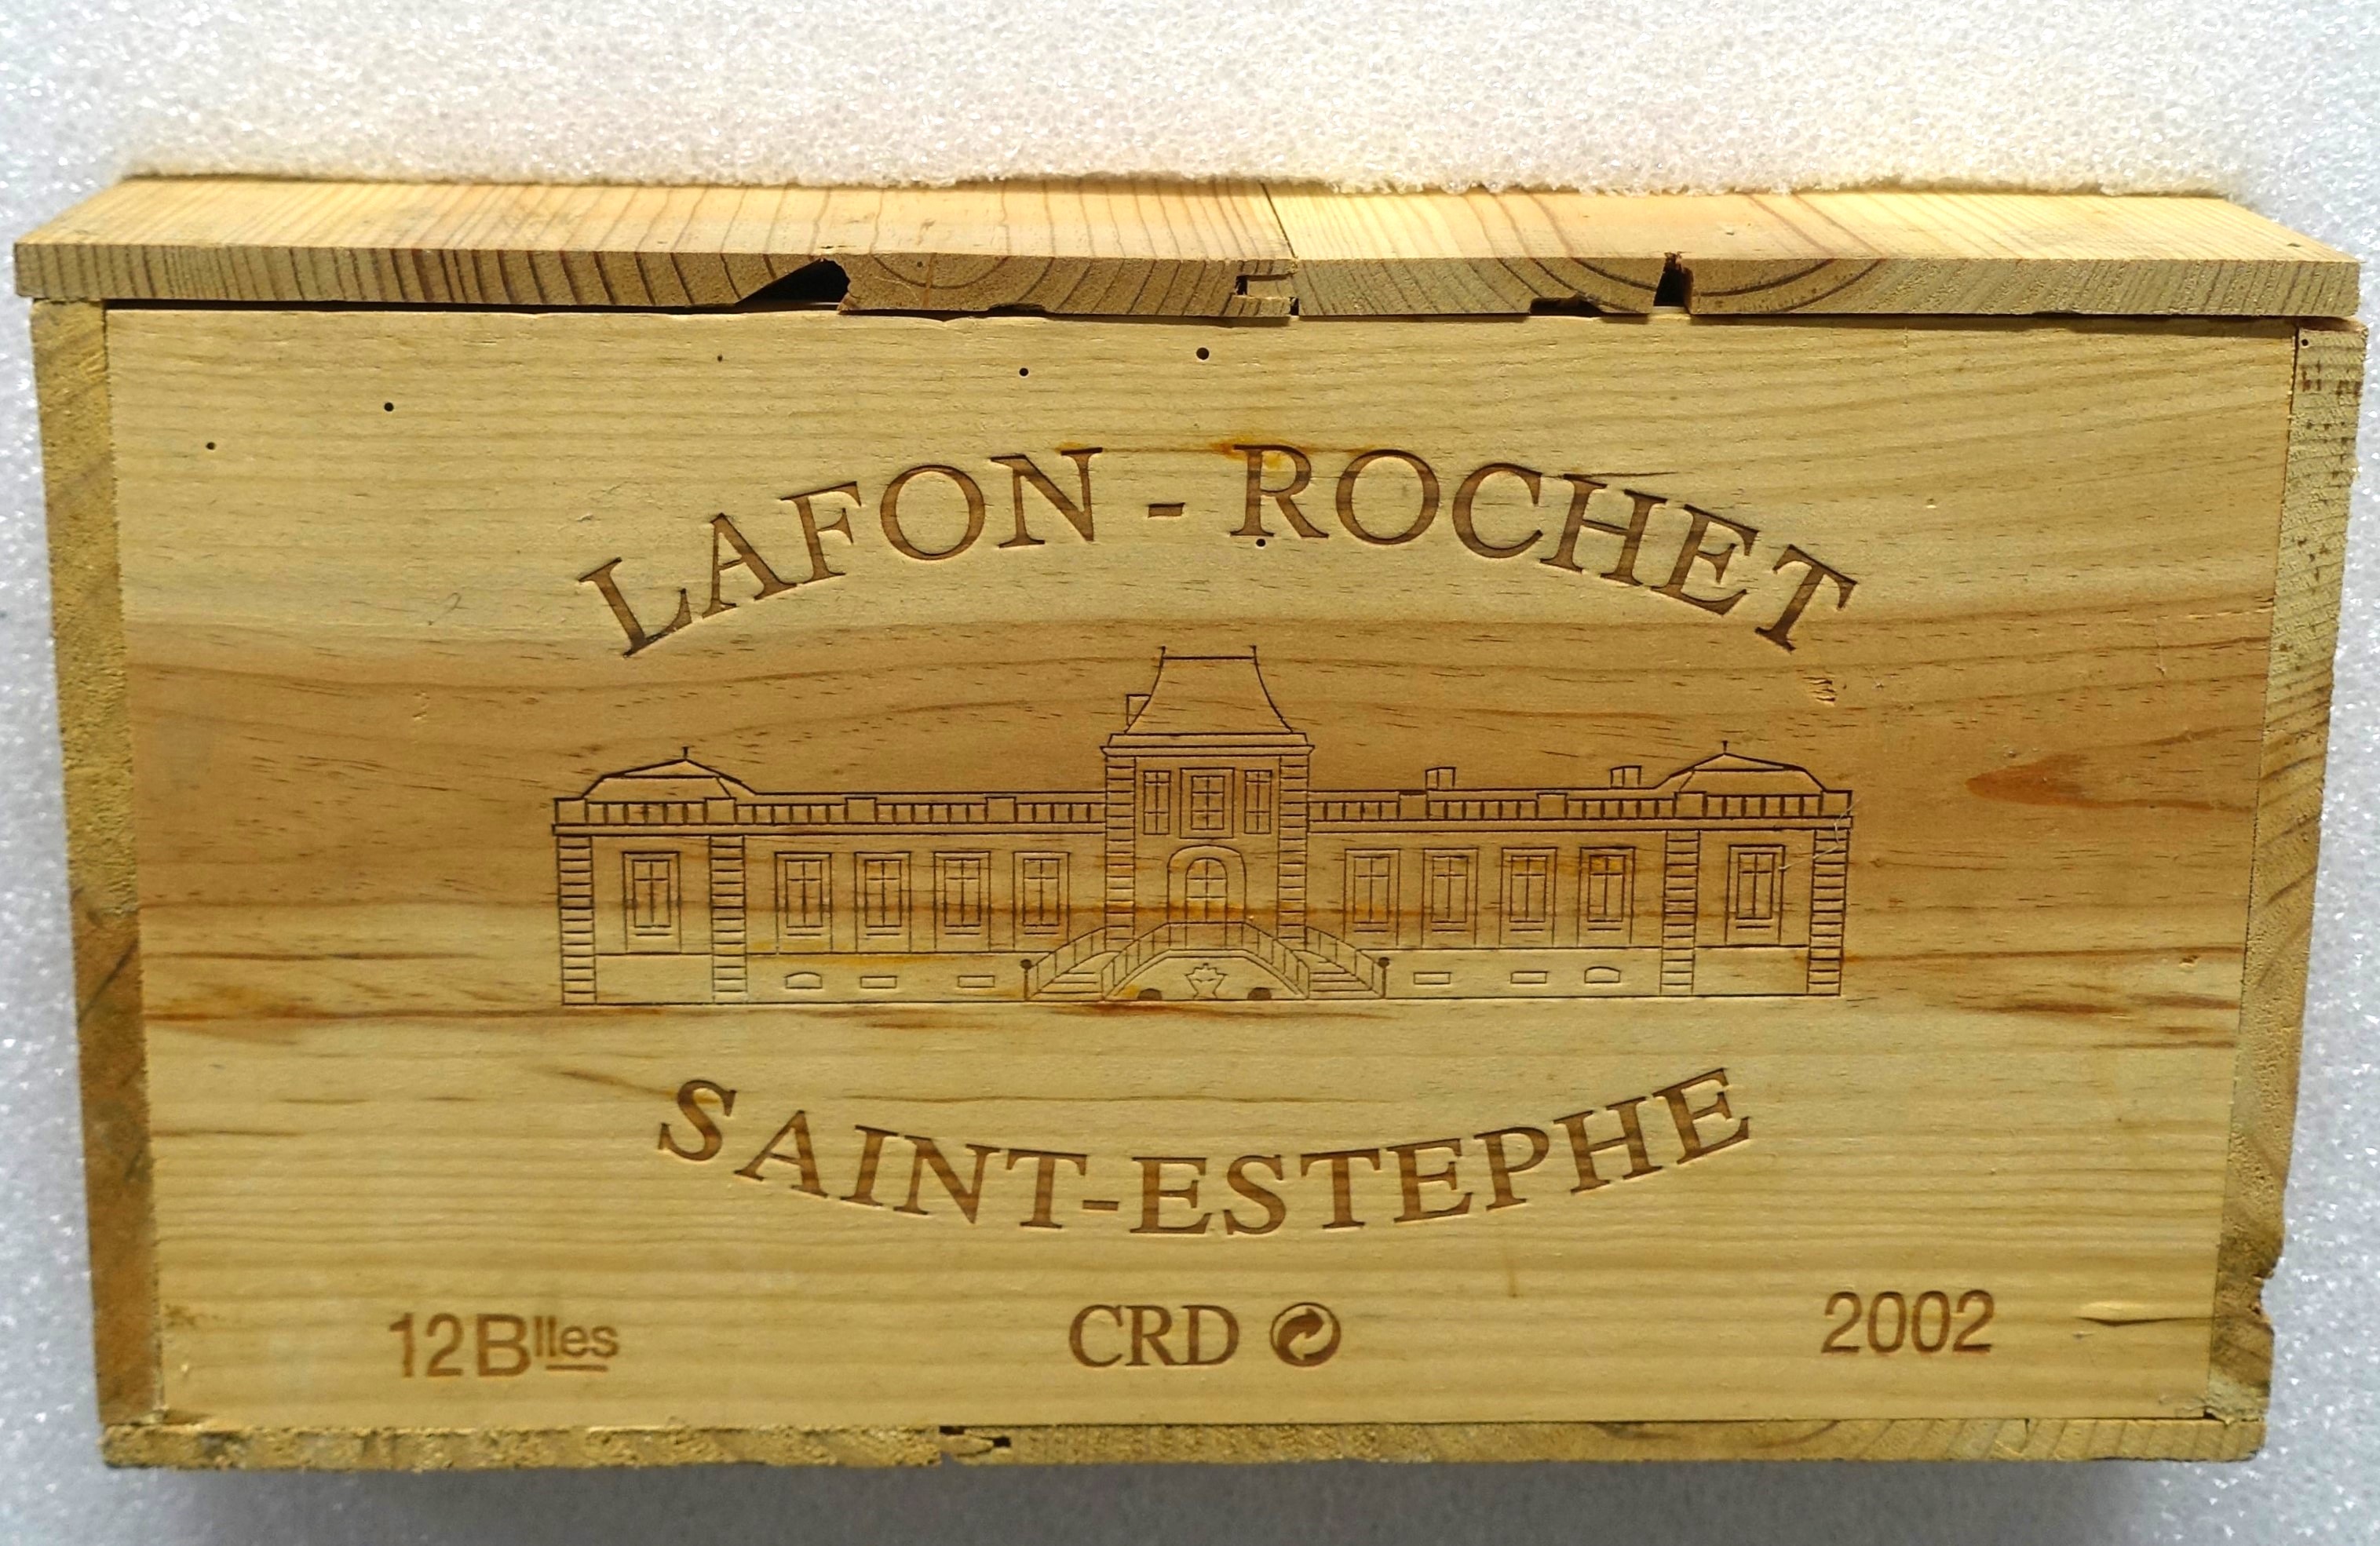 LAFON - ROCHET
SAINT-ESTEPHE
12Blles CRD 2002